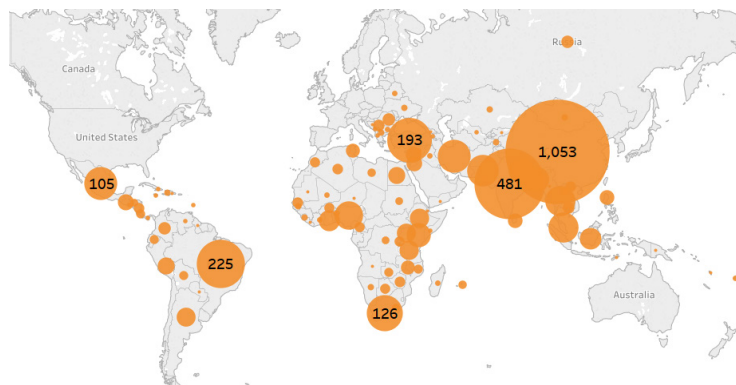 Canada
Russia
United States
193
1,053
105
481
225
Australia
126